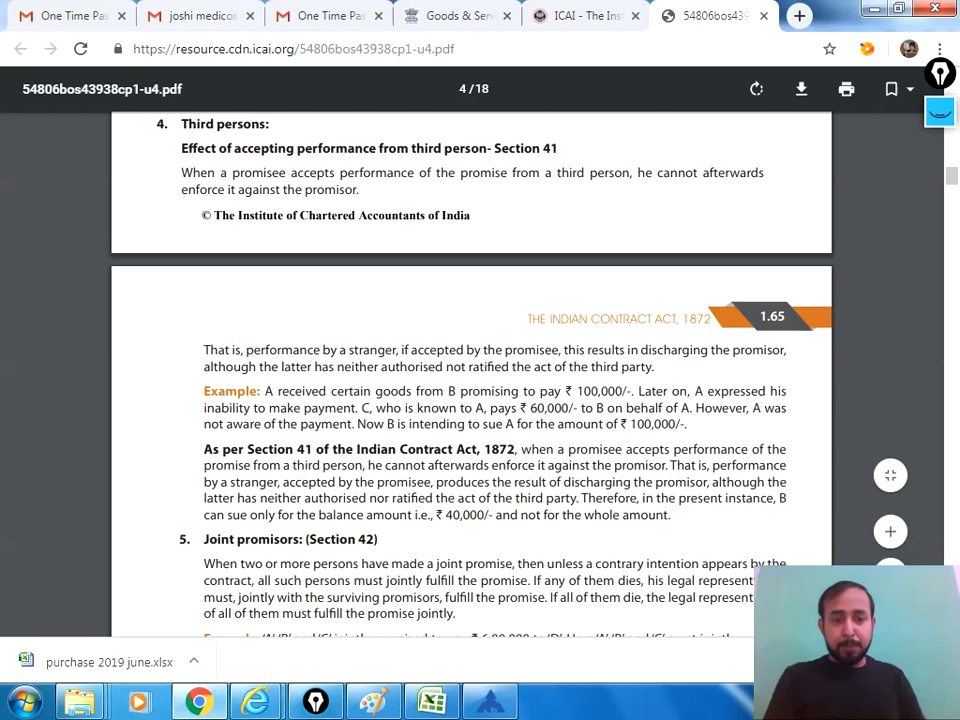 One Time Pas
joshi medicos
One Time Pas
Goods & Serv
ICAI - The Ins
54806bos439
https://resource.cdn.icai.org/54806bos43938cp1-u4.pdf
54806bos43938cp1-u4.pdf
4 / 18
4. Third persons:
Effect of accepting performance from third person- Section 41
When a promisee accepts performance of the promise from a third person, he cannot afterwards
enforce it against the promisor.
© The Institute of Chartered Accountants of India
THE INDIAN CONTRACT ACT, 1872
1.65
That is, performance by a stranger, if accepted by the promisee, this results in discharging the promisor,
although the latter has neither authorised not ratified the act of the third party.
Example: A received certain goods from B promising to pay ₹ 100,000/-. Later on, A expressed his
inability to make payment. C, who is known to A, pays ₹ 60,000/- to B on behalf of A. However, A was
not aware of the payment. Now B is intending to sue A for the amount of ₹ 100,000/-.
As per Section 41 of the Indian Contract Act, 1872, when a promisee accepts performance of the
promise from a third person, he cannot afterwards enforce it against the promisor. That is, performance
by a stranger, accepted by the promisee, produces the result of discharging the promisor, although the
latter has neither authorised nor ratified the act of the third party. Therefore, in the present instance, B
can sue only for the balance amount i.e., ₹ 40,000/- and not for the whole amount.
5. Joint promisors: (Section 42)
When two or more persons have made a joint promise, then unless a contrary intention appears by the
contract, all such persons must jointly fulfill the promise. If any of them dies, his legal represent
must, jointly with the surviving promisors, fulfill the promise. If all of them die, the legal represent
of all of them must fulfill the promise jointly.
purchase 2019 june.xlsx